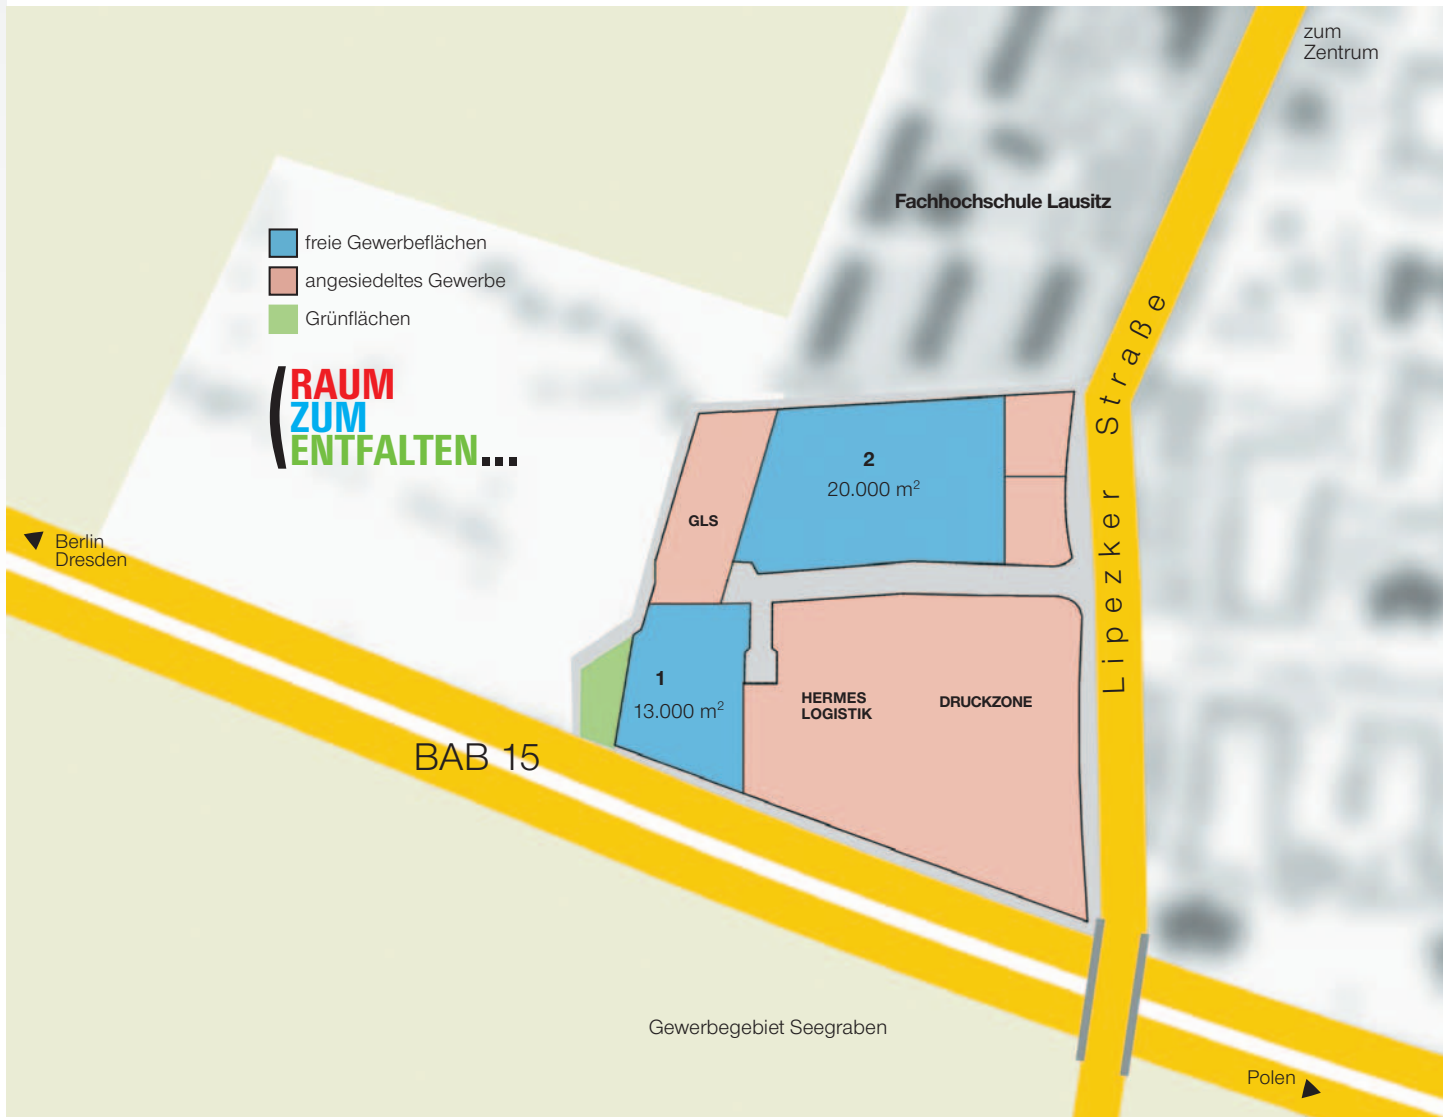 zum
Zentrum
Fachhochschule Lausitz
freie Gewerbeflächen
angesiedeltes Gewerbe
Grünflächen
(RAUM
ZUM
ENTFALTEN...
Lipezker Straße
2
20.000 m²
GLS
Berlin
Dresden
1
13.000 m²
HERMES
LOGISTIK
DRUCKZONE
BAB 15
Gewerbegebiet Seegraben
Polen